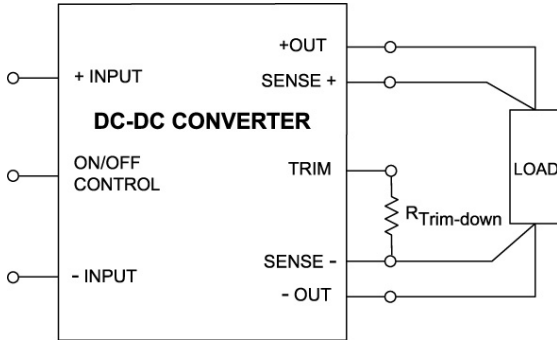 +OUT
+ INPUT
SENSE +
DC-DC CONVERTER
ON/OFF
CONTROL
TRIM
LOAD
RTrim-down
SENSE -
- INPUT
- OUT